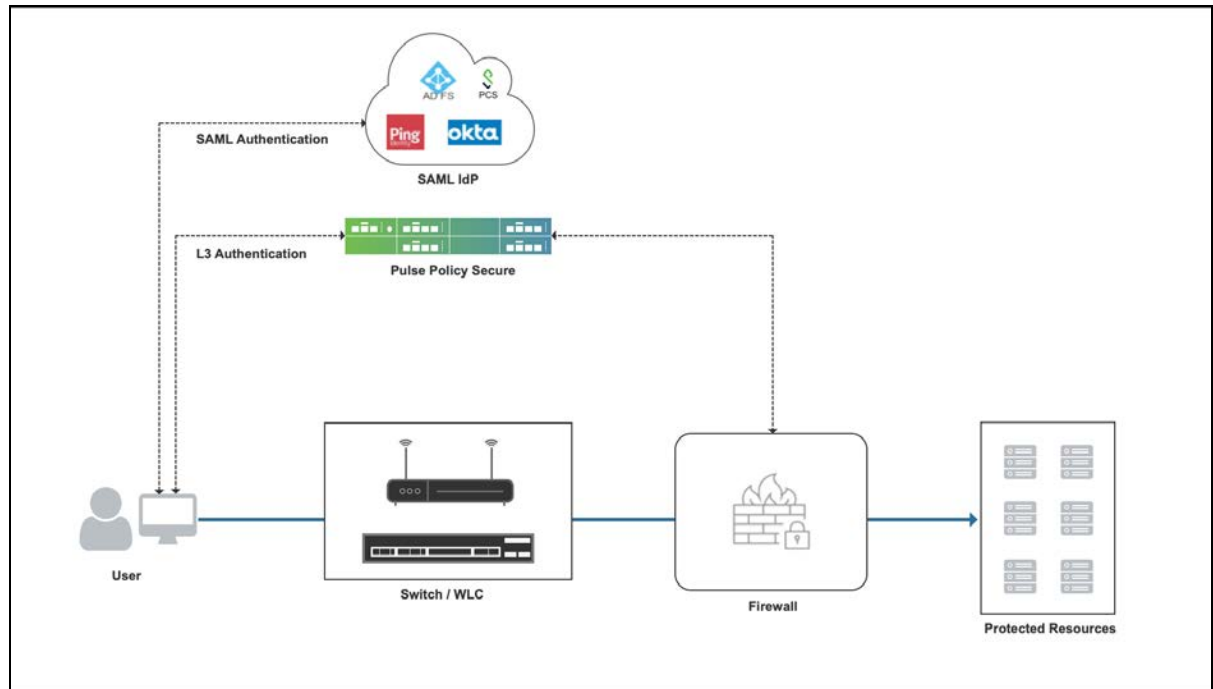 AD FS
PCS
Ping
Identity
okta
SAML Authentication
SAML IdP
L3 Authentication
Pulse Policy Secure
User
Switch / WLC
Firewall
Protected Resources